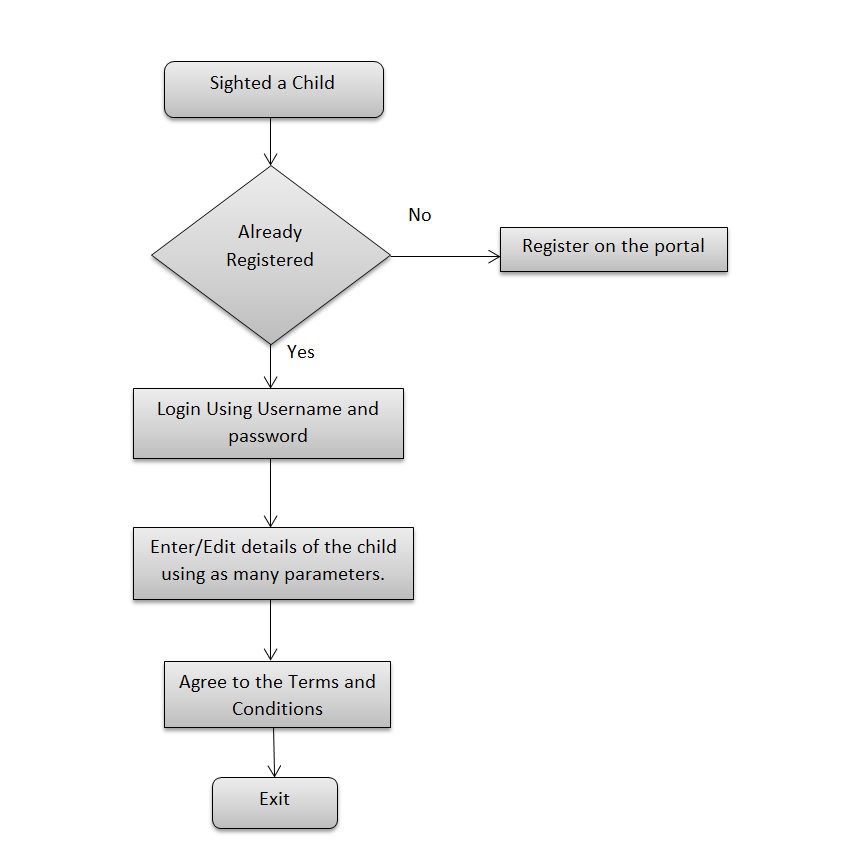 Sighted a Child
Already
Registered
No
Register on the portal
Yes
Login Using Username and
password
Enter/Edit details of the child
using as many parameters.
Agree to the Terms and
Conditions
Exit